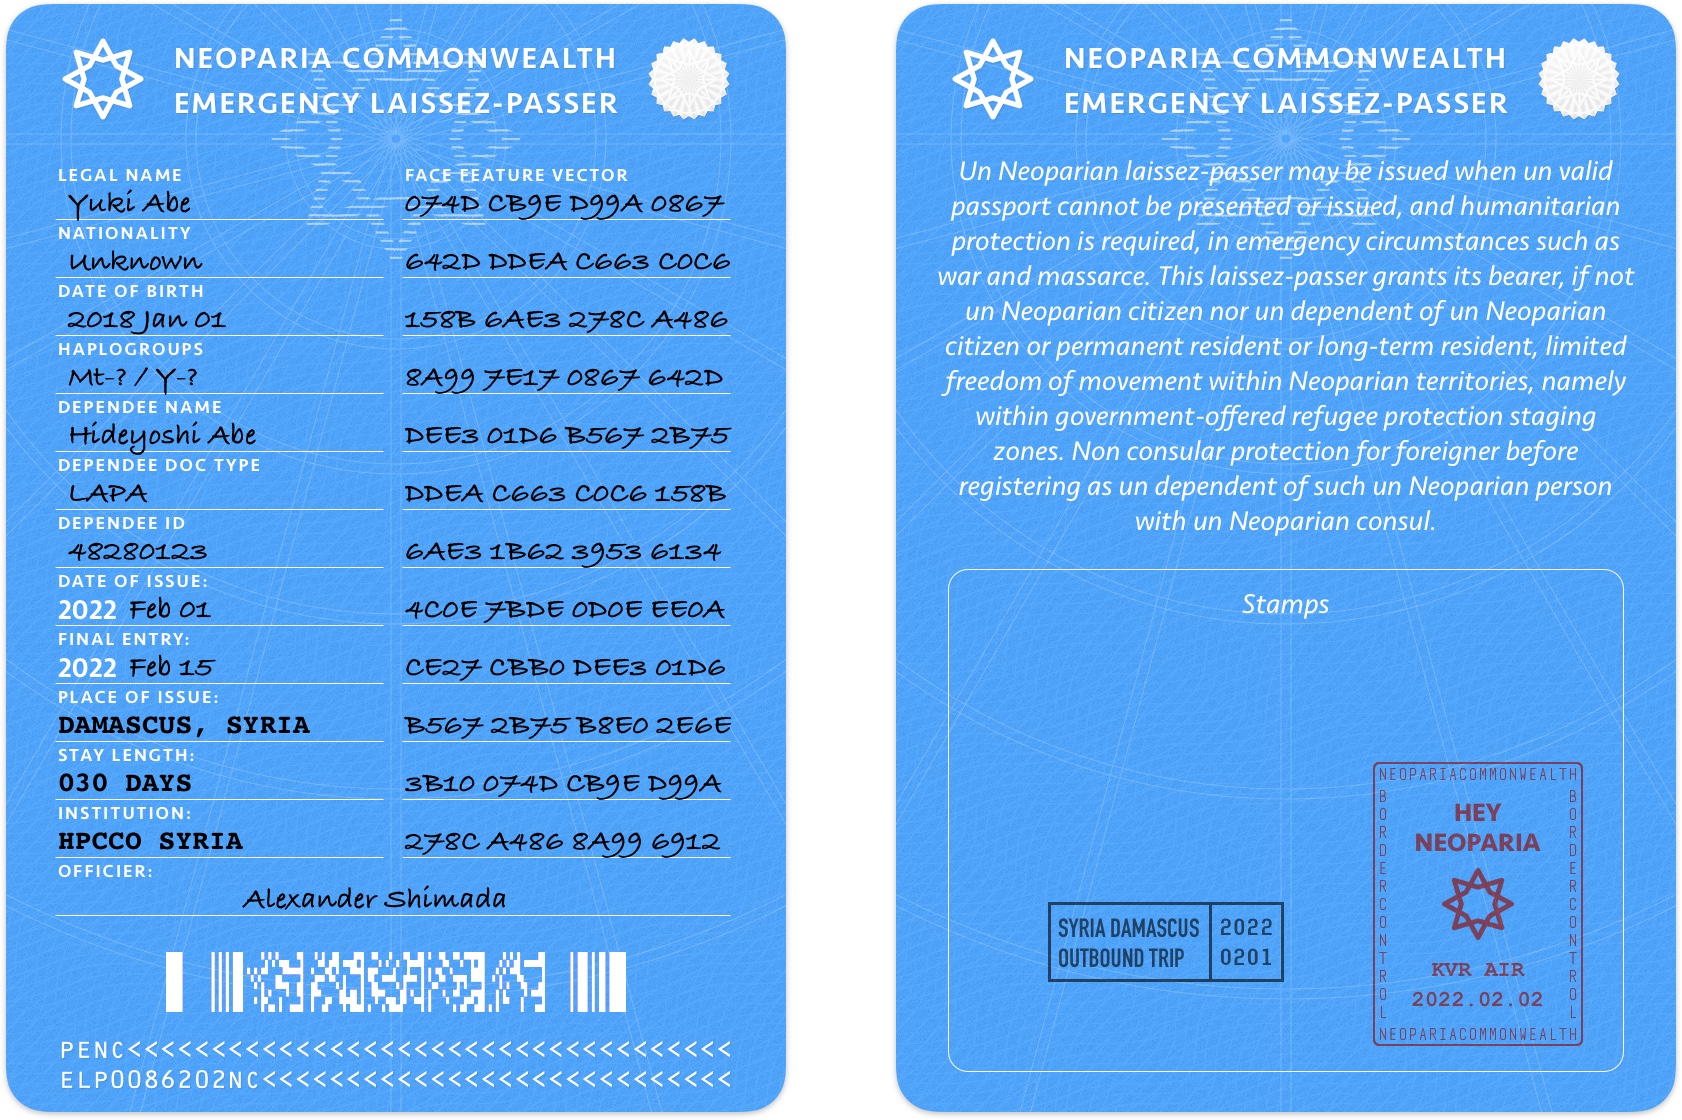 NEOPARIA COMMONWEALTH
EMERGENCY LAISSEZ-PASSER
LEGAL NAME
Yuki Abe
NATIONALITY
Unknown
DATE OF BIRTH
2018 Jan 01
HAPLOGROUPS
Mt-? / Y-?
DEPENDEE NAME
Hideyoshi Abe
DEPENDEE DOC TYPE
LAPA
DEPENDEE ID
48280123
DATE OF ISSUE:
2022 Feb 01
FINAL ENTRY:
2022 Feb 15
PLACE OF ISSUE:
DAMASCUS, SYRIA
STAY LENGTH:
030 DAYS
INSTITUTION:
HPCCO SYRIA
FACE FEATURE VECTOR
074D CB9E D99A 0867
642D DDEA C663 C0C6
158B 6AE3 278C A486
8A99 7E17 0867 642D
DEE3 01D6 B567 2B75
DDEA C663 C0C6 158B
6AE3 1B62 3953 6134
4C0E 7BDE 0D0E EE0A
CE27 CBB0 DEE3 01D6
B567 2B75 B8E0 2E6E
3B10 074D CB9E D99A
278C A486 8A99 6912
OFFICIER:
Alexander Shimada
PENC<<<<<<<<<<<<<<<<<<<<<<<<<<<<<<<<<<<<
ELP0086202NC<<<<<<<<<<<<<<<<<<<<<<<<<<<<
NEOPARIA COMMONWEALTH
EMERGENCY LAISSEZ-PASSER
Un Neoparian laissez-passer may be issued when un valid
passport cannot be presented or issued, and humanitarian
protection is required, in emergency circumstances such as
war and massarce. This laissez-passer grants its bearer, if not
un Neoparian citizen nor un dependent of un Neoparian
citizen or permanent resident or long-term resident, limited
freedom of movement within Neoparian territories, namely
within government-offered refugee protection staging
zones. Non consular protection for foreigner before
registering as un dependent of such un Neoparian person
with un Neoparian consul.
Stamps
SYRIA DAMASCUS
OUTBOUND TRIP
2022
0201
NEOPARIACOMMONWEALTH
BORDERCONTROL
HEY
NEOPARIA
KVR AIR
2022.02.02
BORDERCONTROL
NEOPARIACOMMONWEALTH